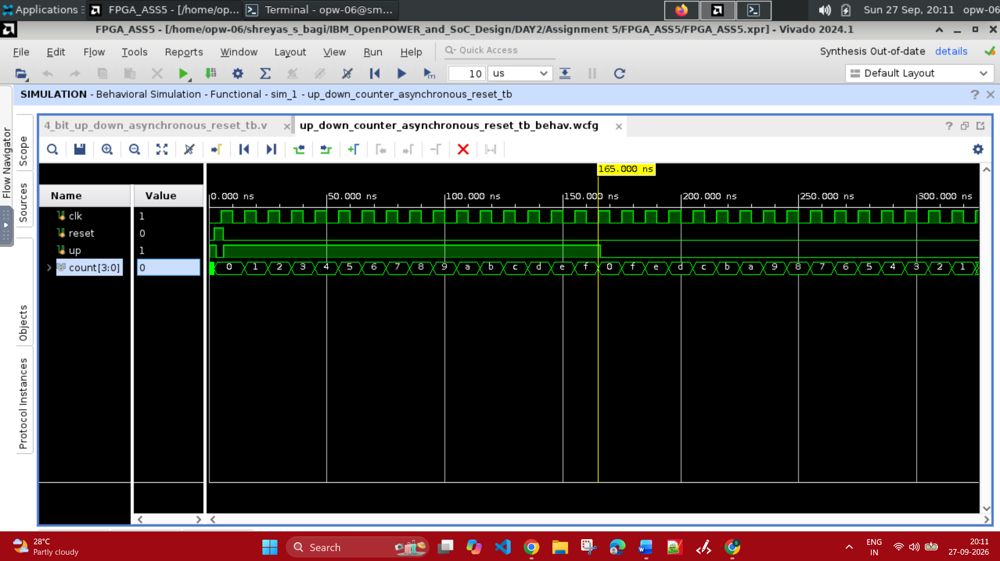 Applications FPGA_ASS5 - [/home/op... Terminal - opw-06@sm... Sun 27 Sep, 20:11 opw-06
FPGA_ASS5 - [/home/opw-06/shreyas_s_bagi/IBM_OpenPOWER_and_SoC_Design/DAY2/Assignment 5/FPGA_ASS5/FPGA_ASS5.xpr] - Vivado 2024.1
File Edit Flow Tools Reports Window Layout View Run Help Quick Access Synthesis Out-of-date details
10 us Default Layout
SIMULATION - Behavioral Simulation - Functional - sim_1 - up_down_counter_asynchronous_reset_tb
Flow Navigator
Scope
Sources
Objects
Protocol Instances
4_bit_up_down_asynchronous_reset_tb.v up_down_counter_asynchronous_reset_tb_behav.wcfg
165.000 ns
Name Value 0.000 ns 50.000 ns 100.000 ns 150.000 ns 200.000 ns 250.000 ns 300.000 ns
clk 1
reset 0
up 1
count[3:0] 0 0 1 2 3 4 5 6 7 8 9 a b c d e f 0 f e d c b a 9 8 7 6 5 4 3 2 1
28°C
Partly cloudy
Search
ENG
IN
20:11
27-09-2026